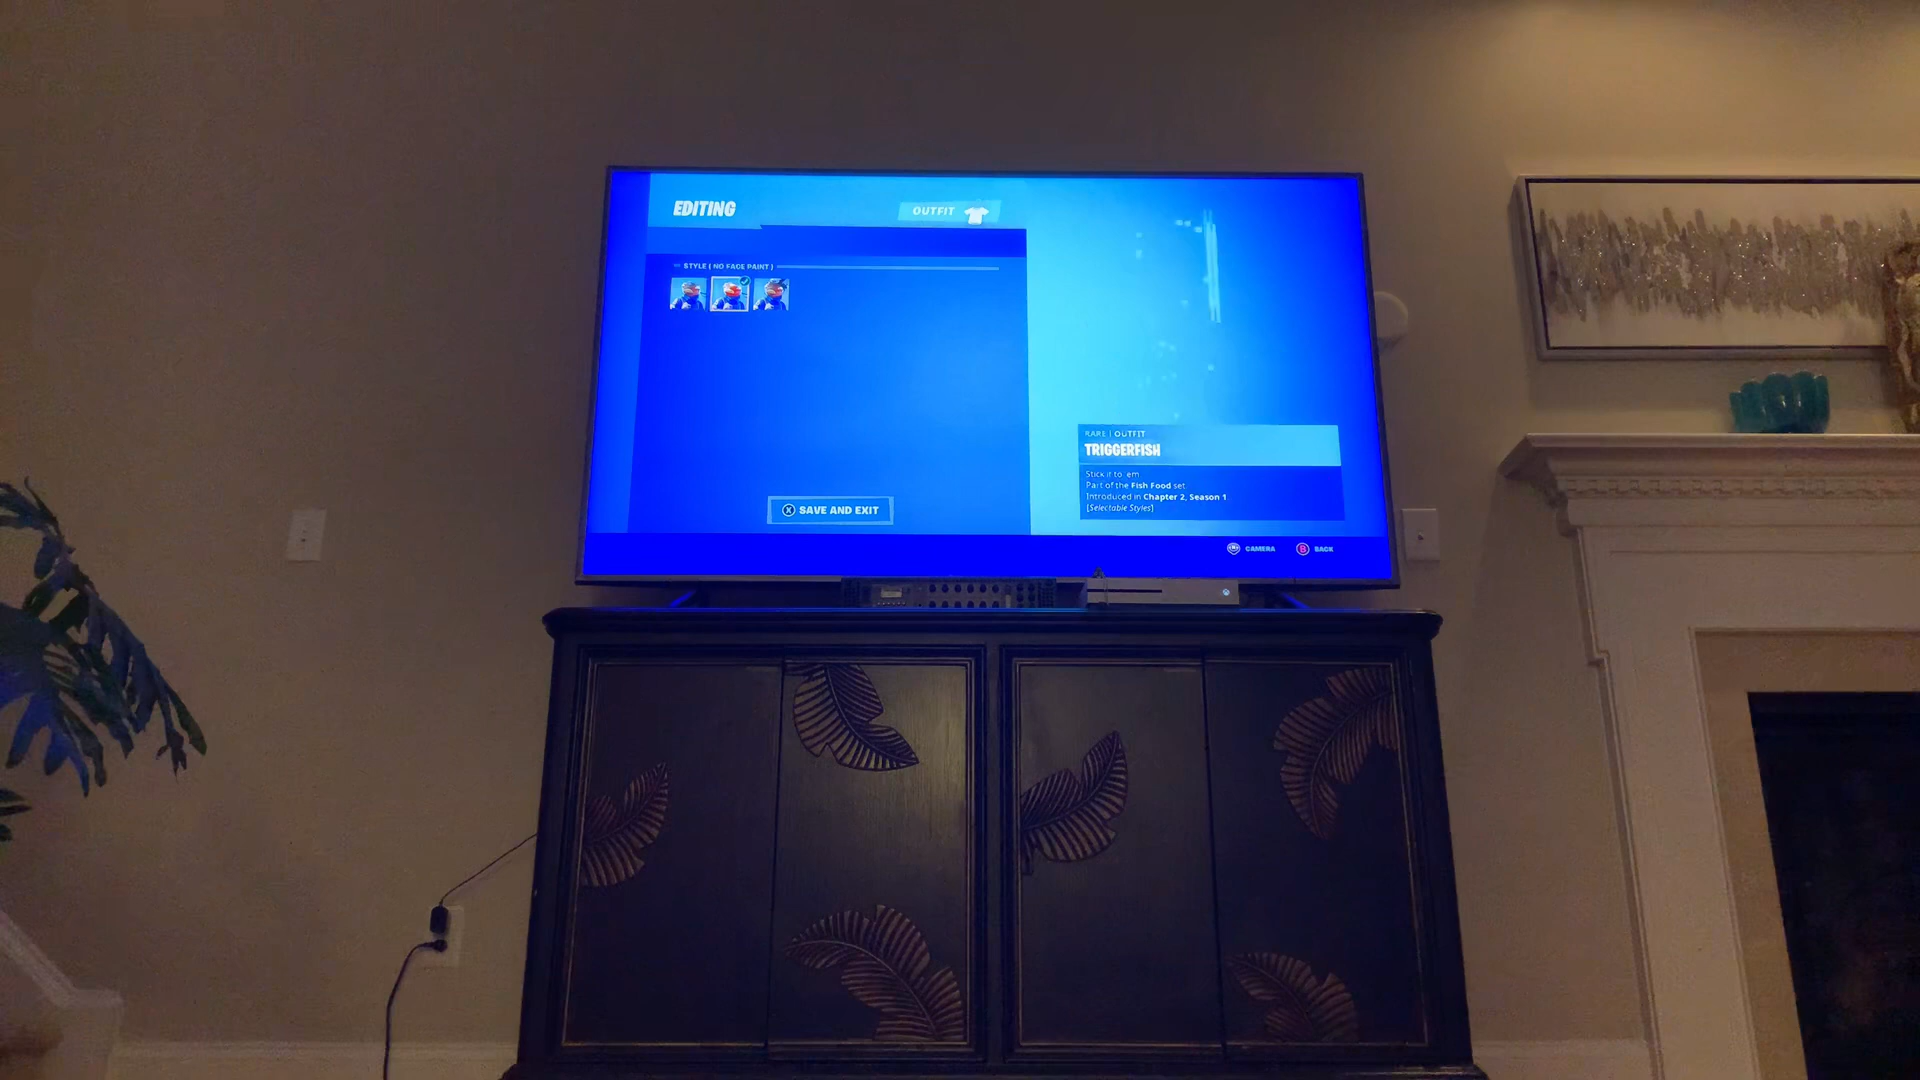 EDITING
OUTFIT
STYLE ( NO FACE PAINT )
X SAVE AND EXIT
RARE | OUTFIT
TRIGGERFISH
Stick it to 'em
Part of the Fish Food set.
Introduced in Chapter 2, Season 1
[Selectable Styles]
CAMERA
B BACK